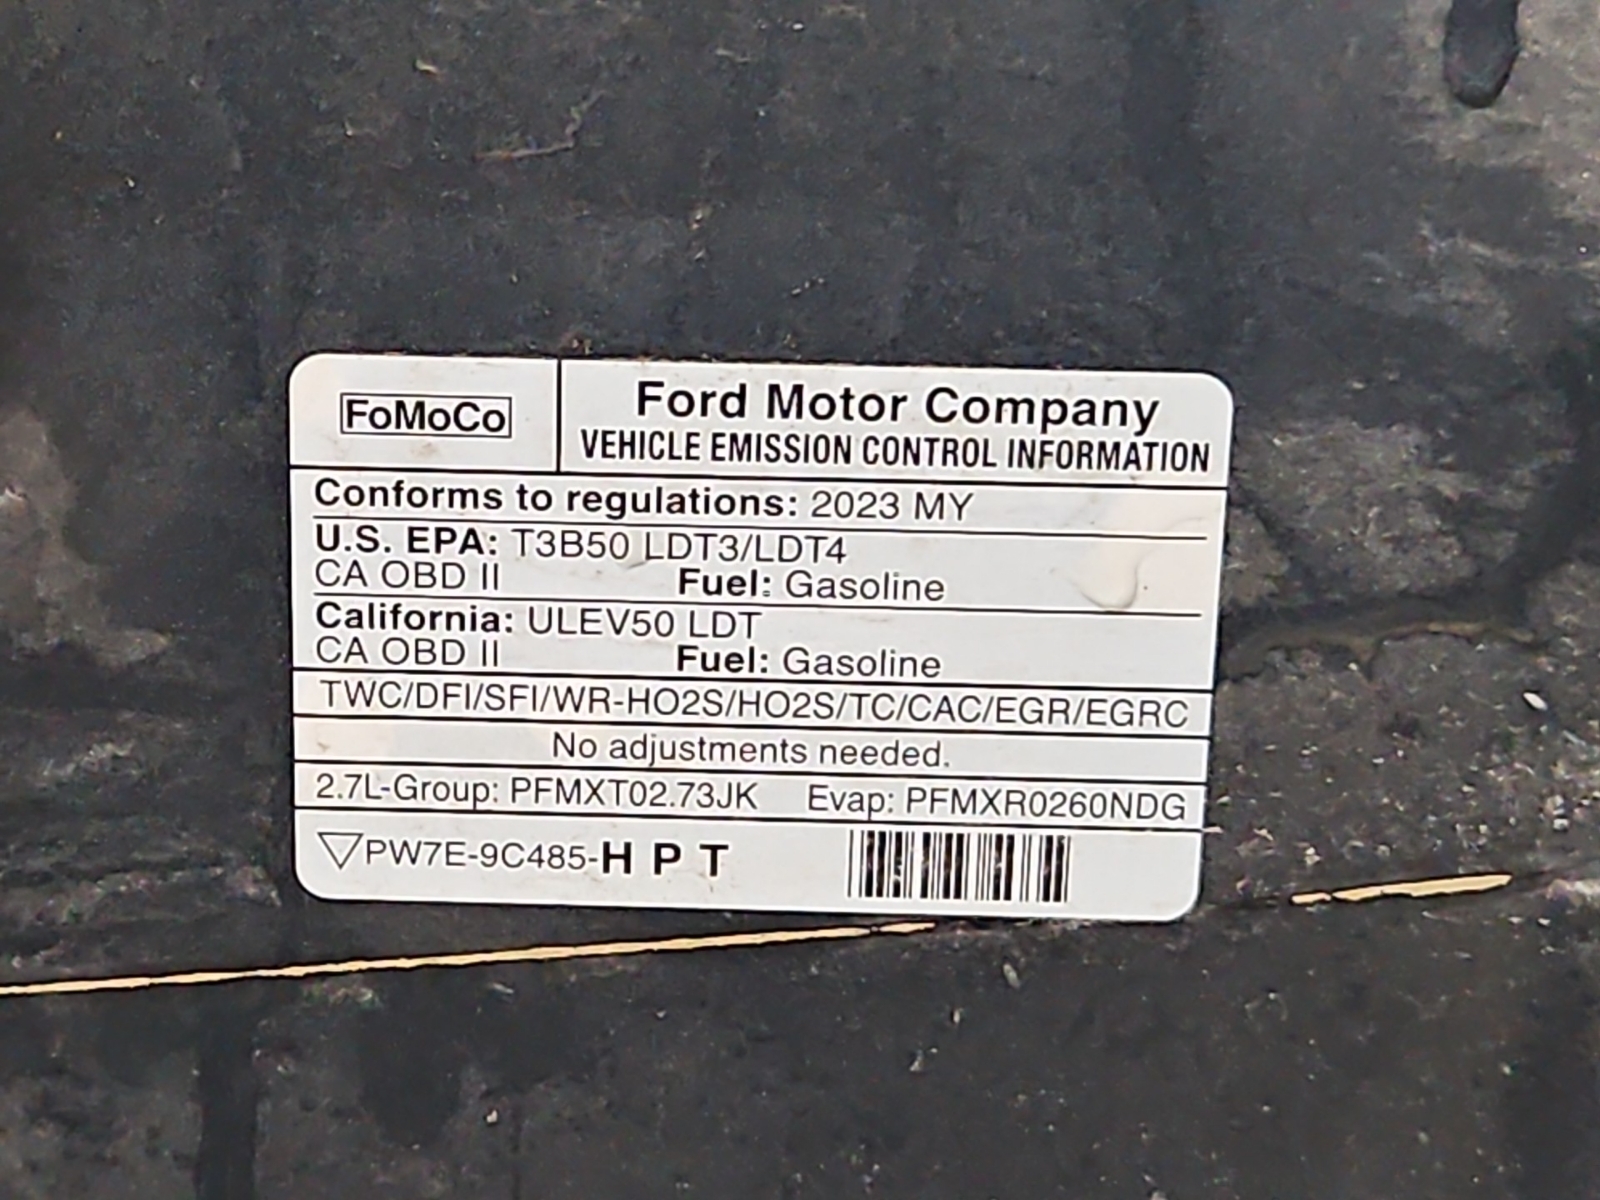 FoMoCo
Ford Motor Company
VEHICLE EMISSION CONTROL INFORMATION
Conforms to regulations: 2023 MY
U.S. EPA: T3B50 LDT3/LDT4
CA OBD II Fuel: Gasoline
California: ULEV50 LDT
CA OBD II Fuel: Gasoline
TWC/DFI/SFI/WR-HO2S/HO2S/TC/CAC/EGR/EGRC
No adjustments needed.
2.7L-Group: PFMXT02.73JK Evap: PFMXR0260NDG
▽PW7E-9C485-H P T